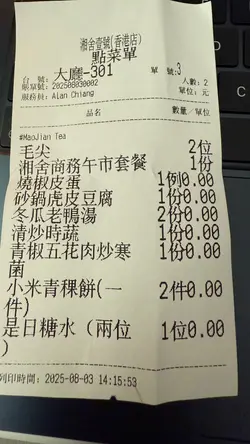 湘舍壹號(香港店)
點菜單
台 號: 大廳-301 單 號:3
帳單號: 202508030002 人數: 2
服務員: Alan Chiang 單位: 元
品名 數量/單位
#MaoJian Tea
毛尖 2位
湘舍商務午市套餐 1份
燒椒皮蛋 1例0.00
砂鍋虎皮豆腐 1份0.00
冬瓜老鴨湯 2份0.00
清炒時蔬 1份0.00
青椒五花肉炒寒 1份0.00
菌
小米青稞餅(一 2件0.00
件)
是日糖水（兩位 1位0.00
)
列印時間: 2025-08-03 14:15:53